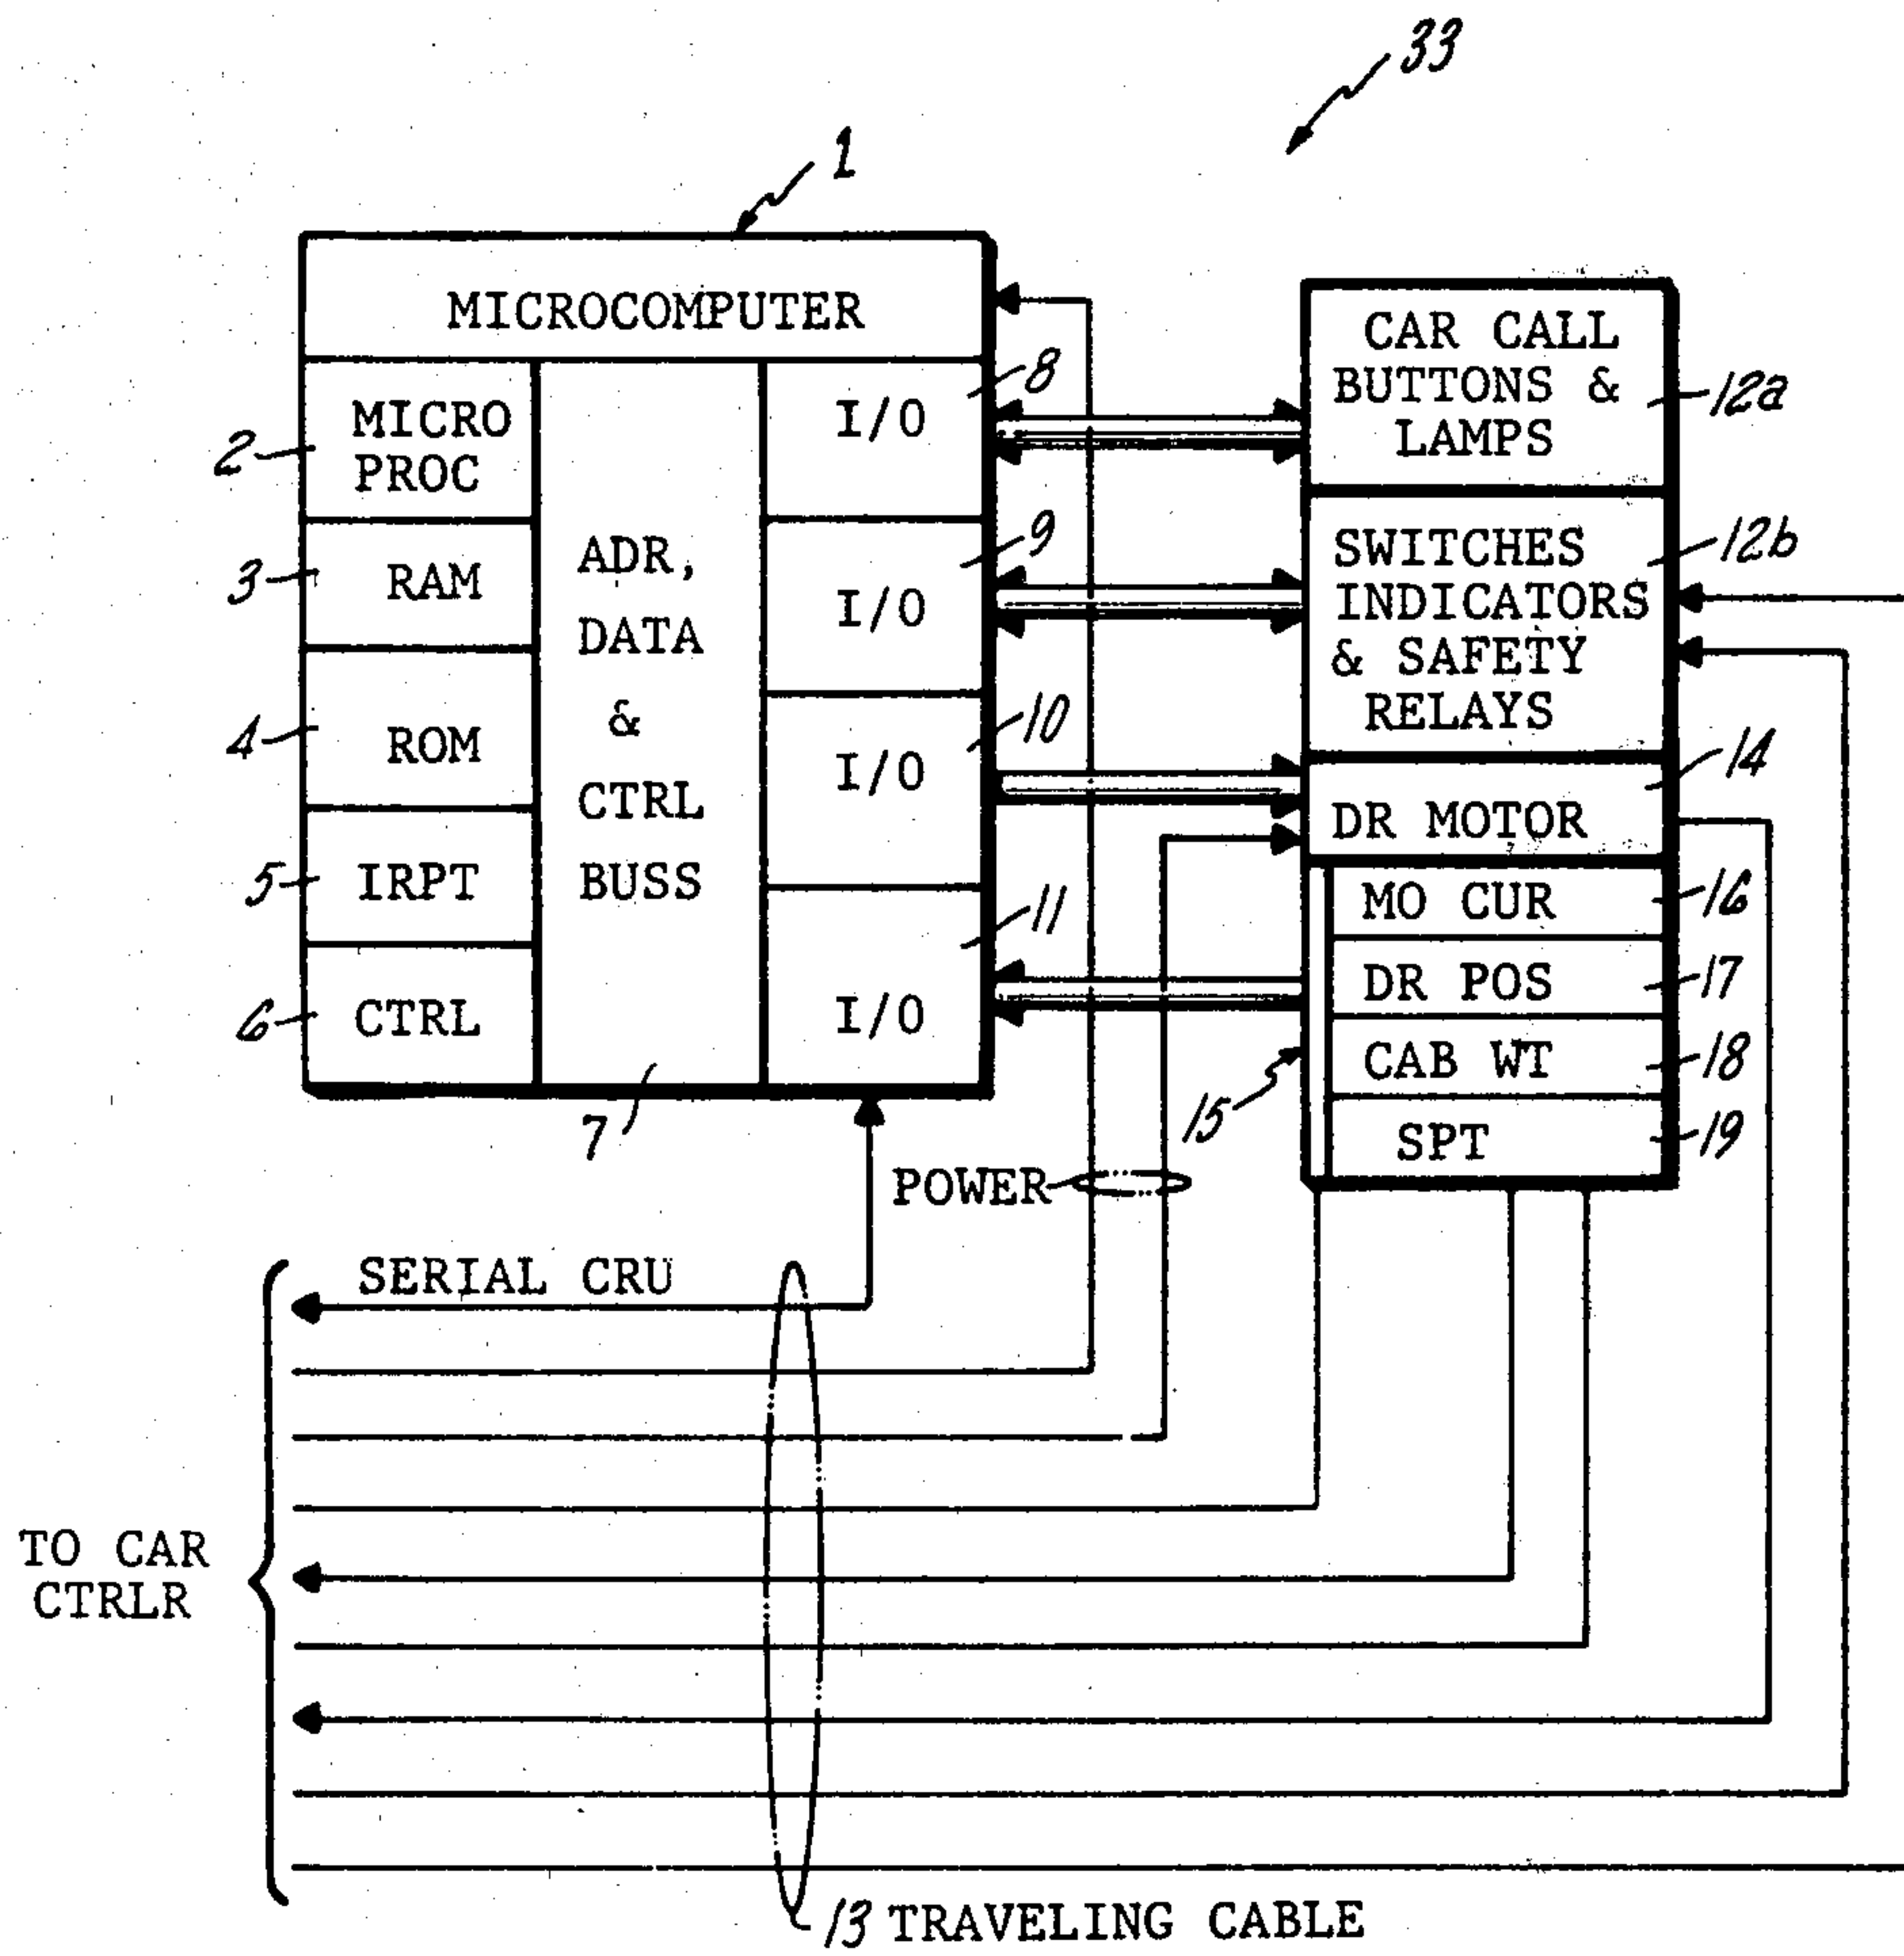 33
1
MICROCOMPUTER
MICRO
PROC
2
RAM
3
ROM
4
IRPT
5
CTRL
6
ADR,
DATA
&
CTRL
BUSS
7
I/O
8
I/O
9
I/O
10
I/O
11
CAR CALL
BUTTONS &
LAMPS
12a
SWITCHES
INDICATORS
& SAFETY
RELAYS
12b
DR MOTOR
14
MO CUR
16
DR POS
17
CAB WT
18
SPT
19
15
POWER
SERIAL CRU
TO CAR
CTRLR
13 TRAVELING CABLE